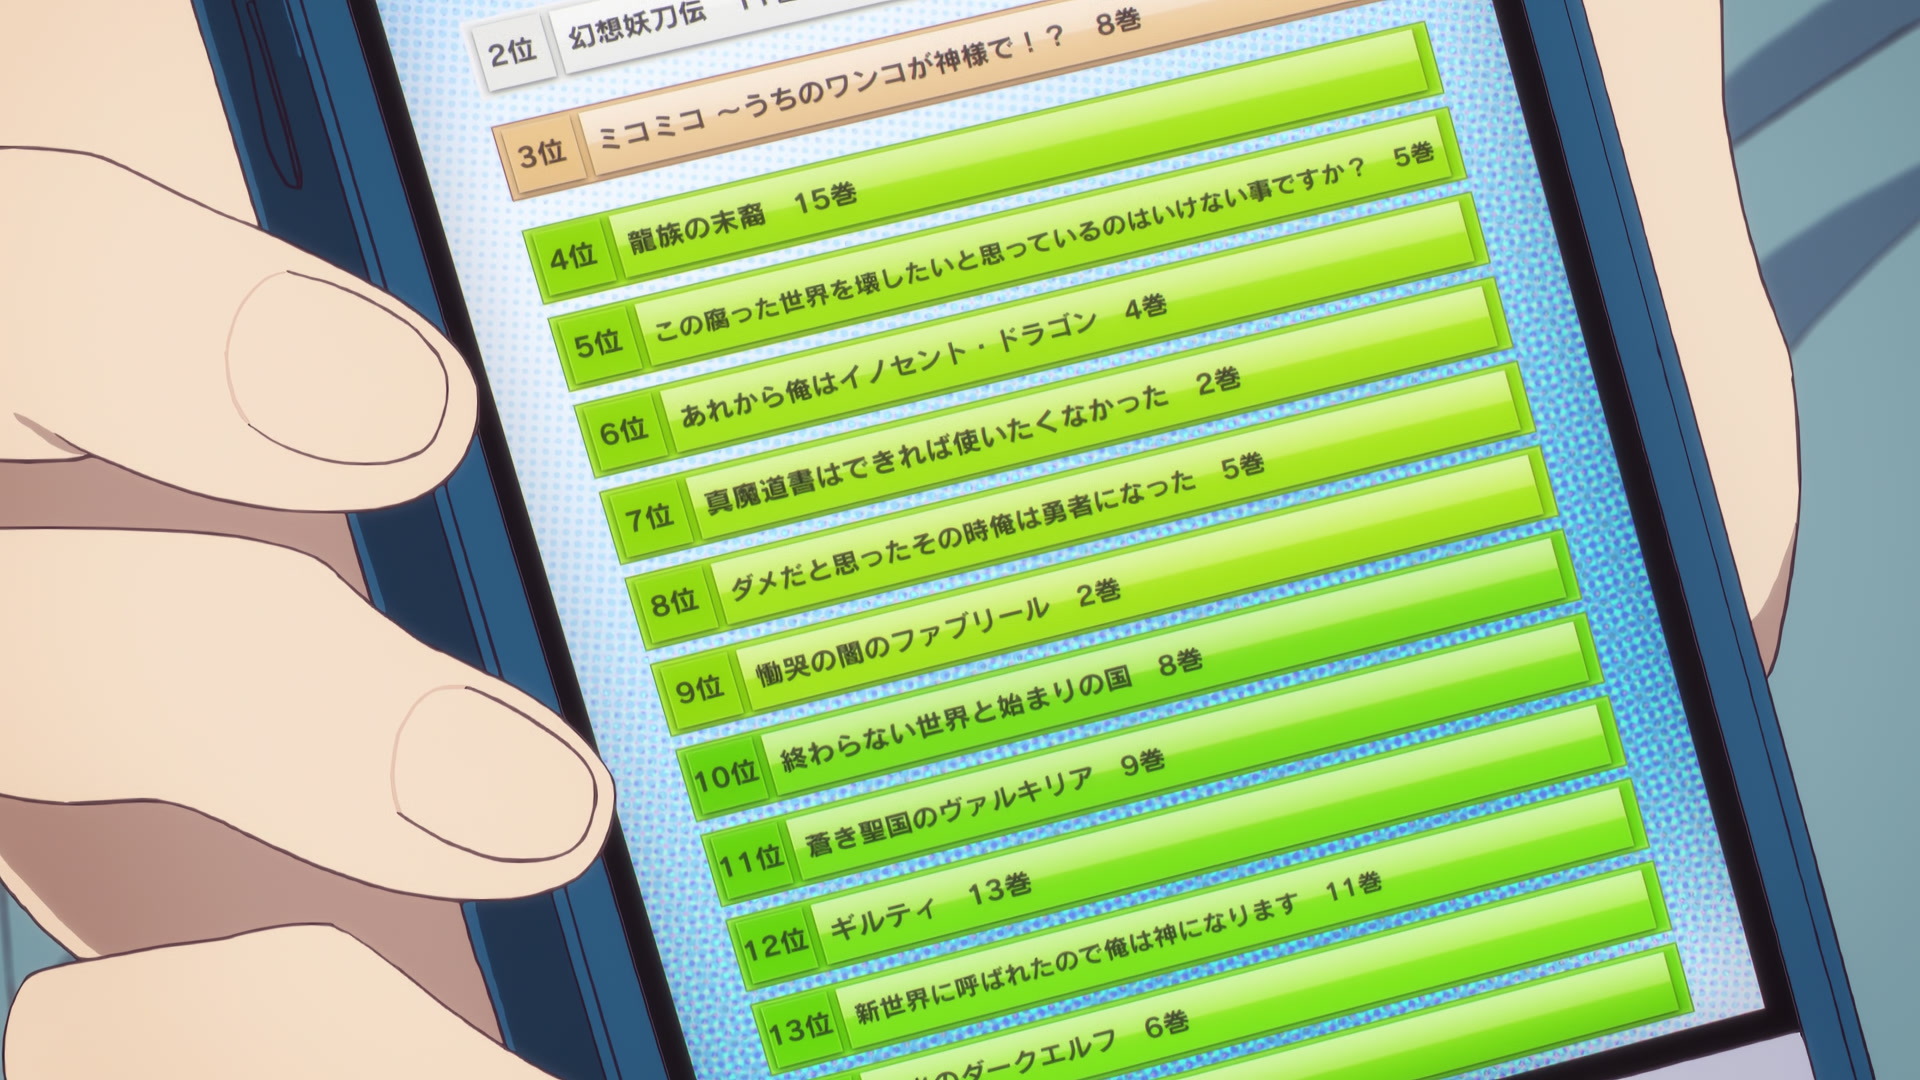 2位 幻想妖刀伝
3位 ミコミコ ～うちのワンコが神様で！？ 8巻
4位 龍族の末裔 15巻
5位 この腐った世界を壊したいと思っているのはいけない事ですか？ 5巻
6位 あれから俺はイノセント・ドラゴン 4巻
7位 真魔道書はできれば使いたくなかった 2巻
8位 ダメだと思ったその時俺は勇者になった 5巻
9位 慟哭の闇のファブリール 2巻
10位 終わらない世界と始まりの国 8巻
11位 蒼き聖国のヴァルキリア 9巻
12位 ギルティ 13巻
13位 新世界に呼ばれたので俺は神になります 11巻
のダークエルフ 6巻